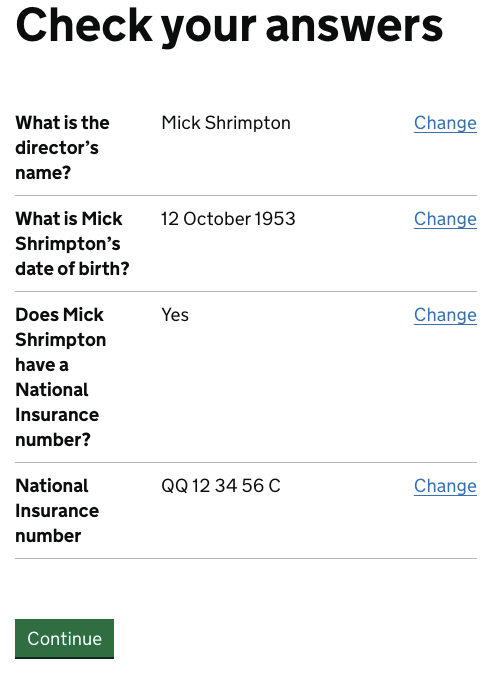 Check your answers
What is the
director’s
name?
Mick Shrimpton
Change
What is Mick
Shrimpton’s
date of birth?
12 October 1953
Change
Does Mick
Shrimpton
have a
National
Insurance
number?
Yes
Change
National
Insurance
number
QQ 12 34 56 C
Change
Continue